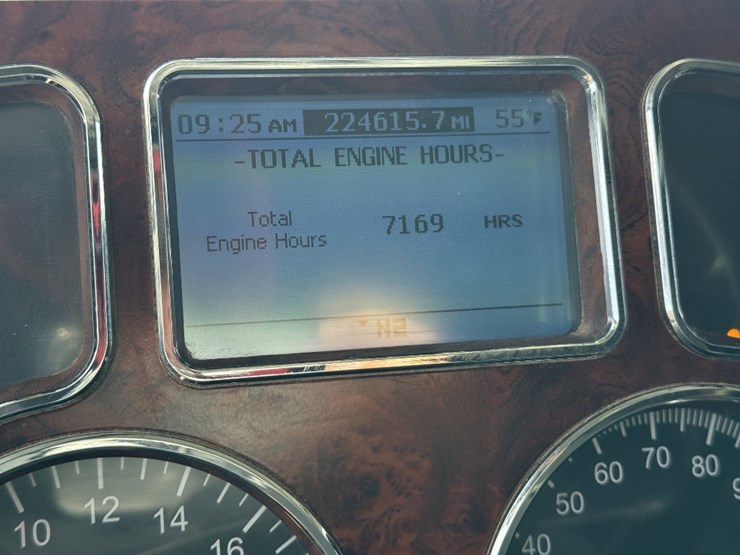 09:25 AM 224615.7 MI 55°F
-TOTAL ENGINE HOURS-
Total
Engine Hours
7169 HRS
N2
10 12 14 16
40 50 60 70 80